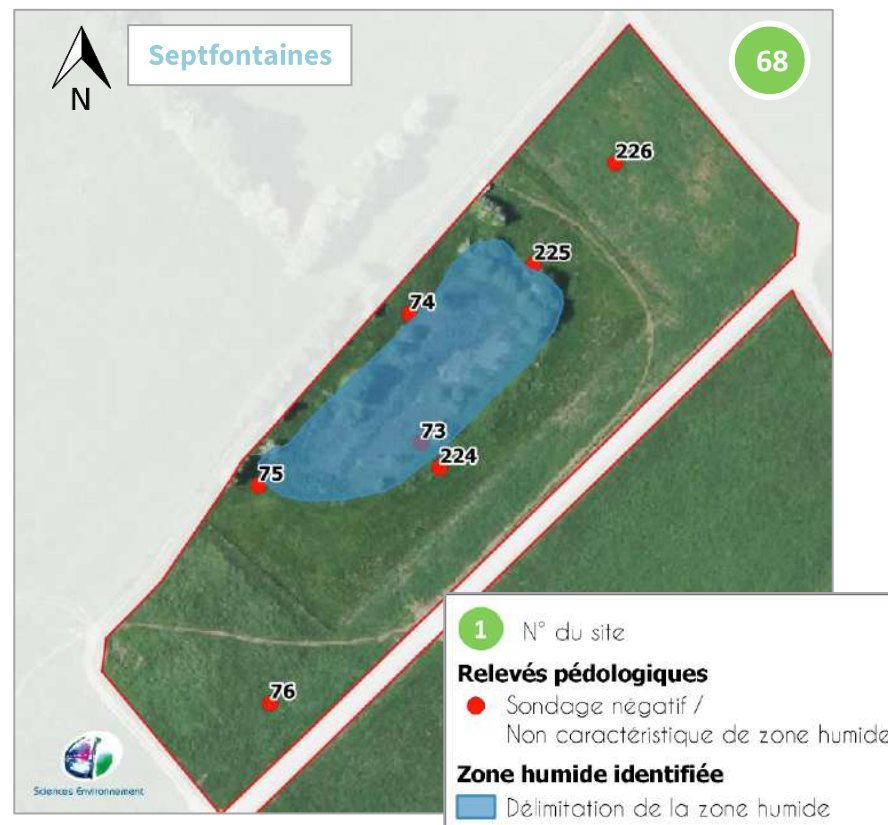 Septfontaines
68
N
226
225
74
73
224
75
76
Sciences Environnement
1 N° du site
Relevés pédologiques
Sondage négatif /
Non caractéristique de zone humide
Zone humide identifiée
Délimitation de la zone humide